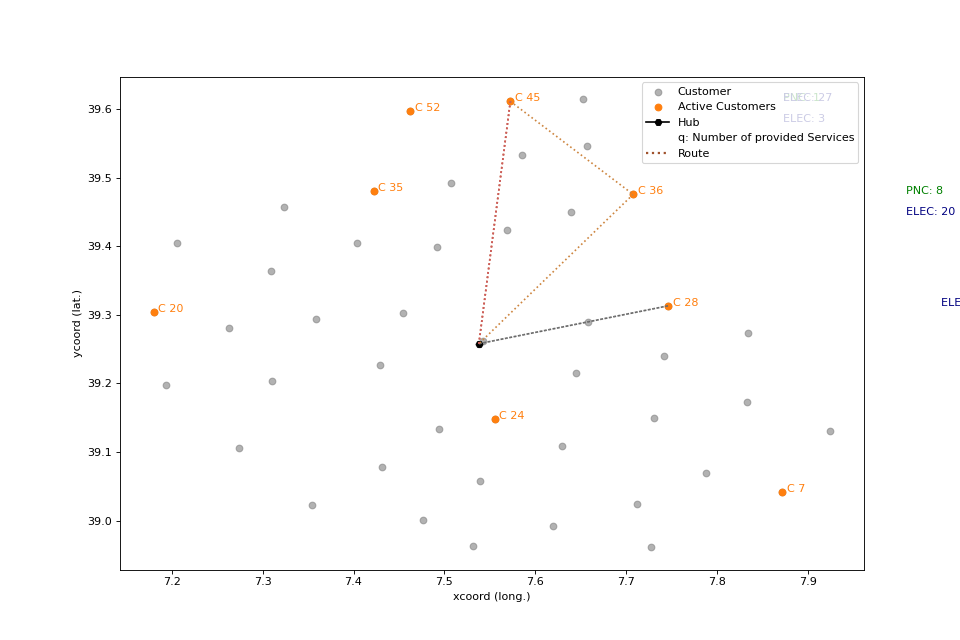 Customer
Active Customers
Hub
q: Number of provided Services
Route
ELEC: 27
ELEC: 3
C 45
C 52
C 36
C 35
PNC: 8
ELEC: 20
C 28
ELE
C 20
C 24
C 7
39.6
39.5
39.4
39.3
39.2
39.1
39.0
ycoord (lat.)
7.2 7.3 7.4 7.5 7.6 7.7 7.8 7.9
xcoord (long.)